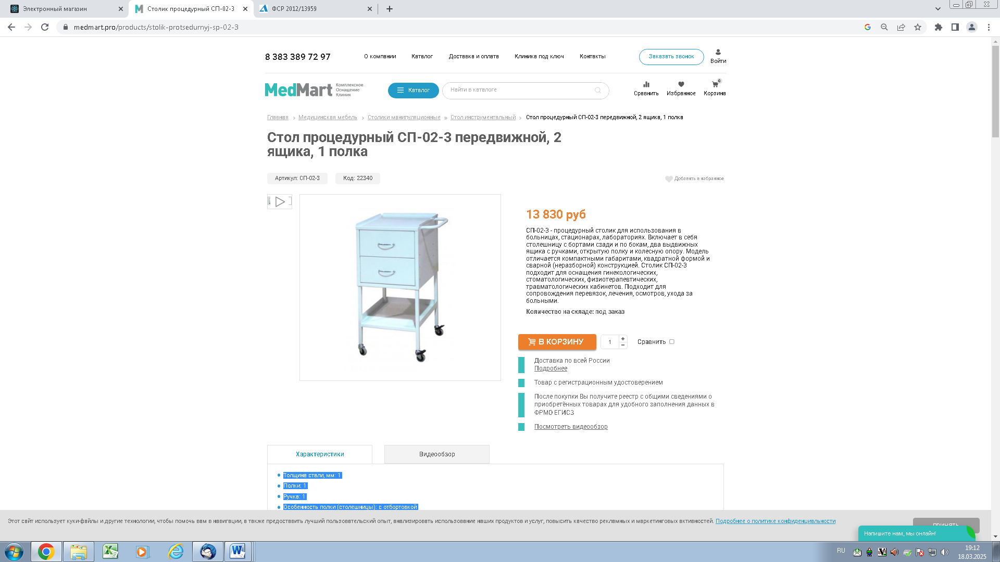 Электронный магазин
Столик процедурный СП-02-3
ФСР 2012/13959
medmart.pro/products/stolik-protsedurnyj-sp-02-3
8 383 389 72 97
О компании
Каталог
Доставка и оплата
Клиника под ключ
Контакты
Заказать звонок
Войти
MedMart
Комплексное
Оснащение
Клиник
Каталог
Найти в каталоге
Сравнить
Избранное
0
Корзина
Главная > Медицинская мебель > Столики манипуляционные » Стол инструментальный > Стол процедурный СП-02-3 передвижной, 2 ящика, 1 полка
Стол процедурный СП-02-3 передвижной, 2
ящика, 1 полка
Артикул: СП-02-3
Код: 22340
Добавить в избранное
13 830 руб
СП-02-3 - процедурный столик для использования в
больницах, стационарах, лабораториях. Включает в себя
столешницу с бортами сзади и по бокам, два выдвижных
ящика с ручками, открытую полку и колесную опору. Модель
отличается компактными габаритами, квадратной формой и
сварной (неразборной) конструкцией. Столик СП-02-3
подходит для оснащения гинекологических,
стоматологических, физиотерапевтических,
травматологических кабинетов. Подходит для
сопровождения перевязок, лечения, осмотров, ухода за
больными.
Количество на складе: под заказ
В КОРЗИНУ
1
+
−
Сравнить
Доставка по всей России
Подробнее
Товар с регистрационным удостоверением
После покупки Вы получите реестр с общими сведениями о
приобретённых товарах для удобного заполнения данных в
ФРМО ЕГИСЗ
Посмотреть видеообзор
Характеристики
Видеообзор
Толщина стали, мм: 1
Полки: 1
Ручка: 1
Особенность полки (столешницы): с отбортовкой
Этот сайт использует куки-файлы и другие технологии, чтобы помочь вам в навигации, а также предоставить лучший пользовательский опыт, анализировать использование наших продуктов и услуг, повысить качество рекламных и маркетинговых активностей. Подробнее о политике конфиденциальности
принять
Напишите нам, мы онлайн!
RU
19:12
18.03.2025